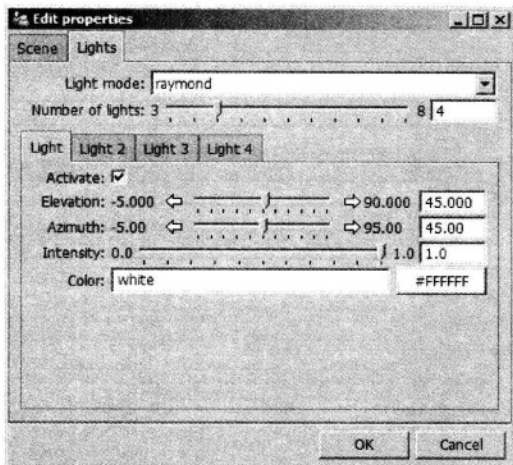 Edit properties
Scene Lights
Light mode: raymond
Number of lights: 3 8 4
Light Light 2 Light 3 Light 4
Activate:
Elevation: -5.000 90.000 45.000
Azimuth: -5.00 95.00 45.00
Intensity: 0.0 1.0 1.0
Color: white #FFFFFF
OK Cancel